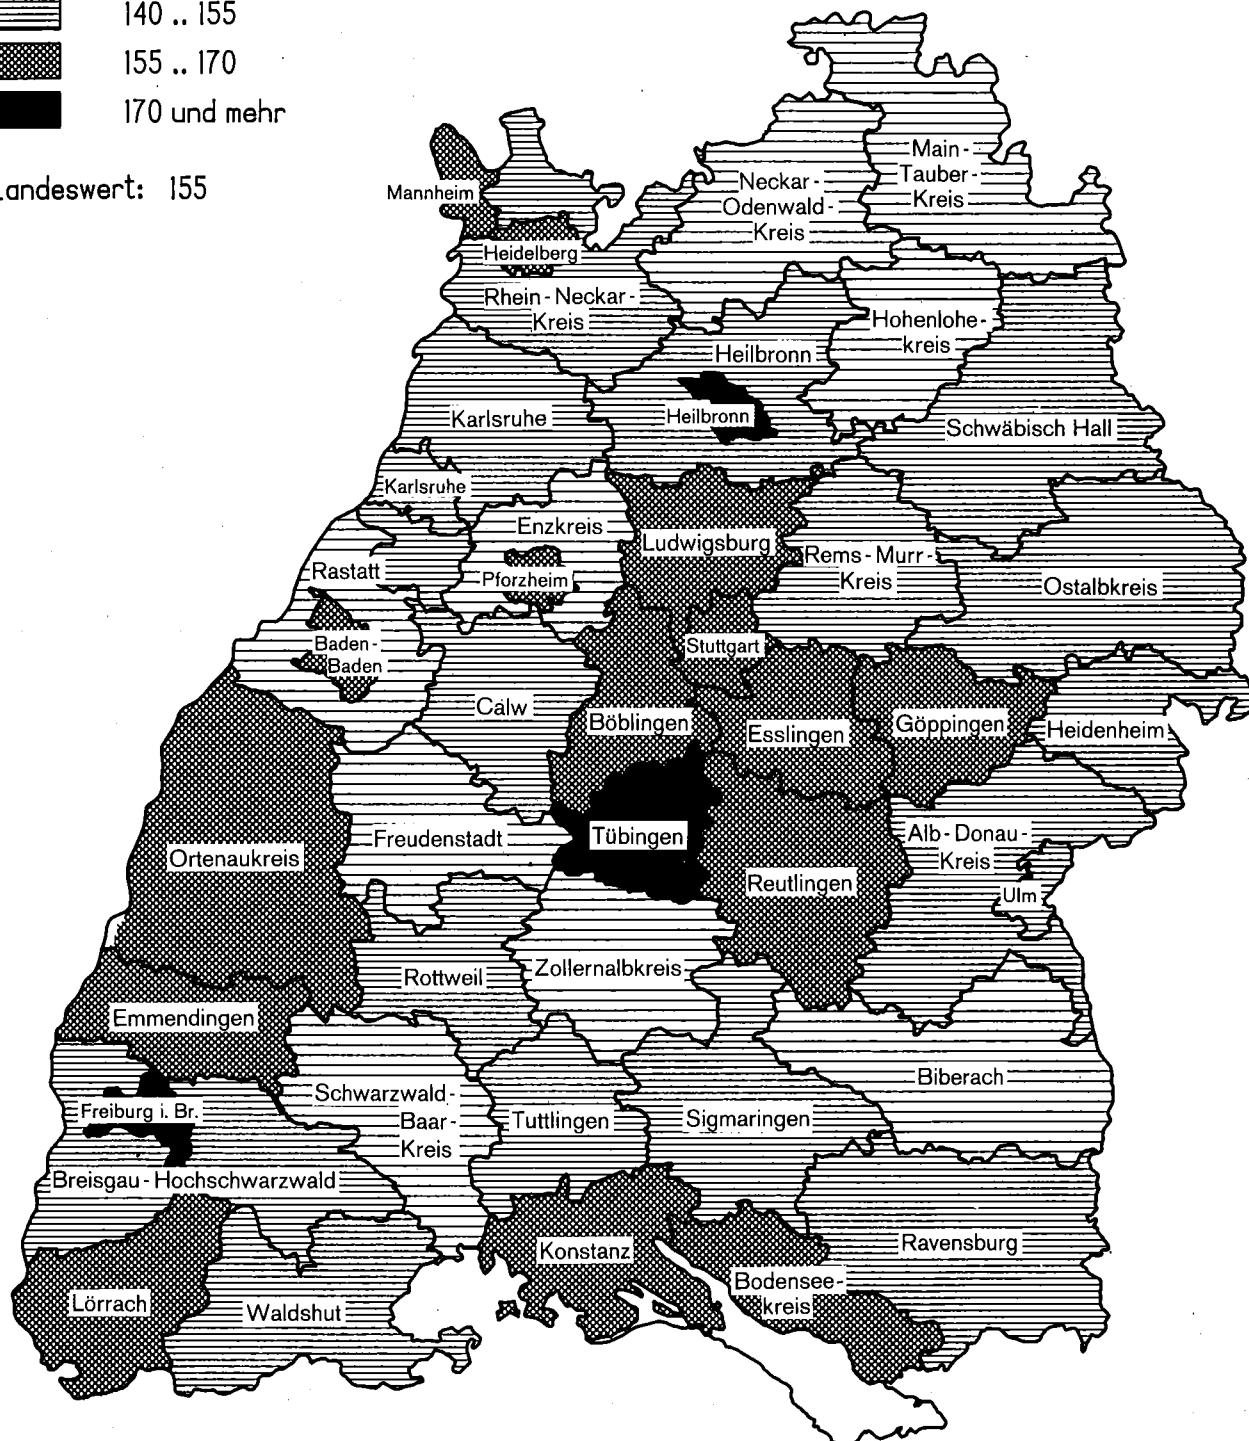 140 .. 155
155 .. 170
170 und mehr
Landeswert: 155
Main-
Tauber-
Kreis
Neckar-
Odenwald-
Kreis
Mannheim
Heidelberg
Rhein-Neckar-
Kreis
Hohenlohe-
kreis
Heilbronn
Heilbronn
Karlsruhe
Schwäbisch Hall
Karlsruhe
Enzkreis
Ludwigsburg
Rems-Murr-
Kreis
Rastatt
Pforzheim
Ostalbkreis
Baden-
Baden
Stuttgart
Calw
Böblingen
Esslingen
Göppingen
Heidenheim
Freudenstadt
Tübingen
Alb-Donau-
Kreis
Ortenaukreis
Reutlingen
Ulm
Rottweil
Zollernalbkreis
Emmendingen
Biberach
Schwarzwald-
Baar-
Kreis
Freiburg i. Br.
Tuttlingen
Sigmaringen
Breisgau-Hochschwarzwald
Konstanz
Ravensburg
Bodensee-
kreis
Lörrach
Waldshut